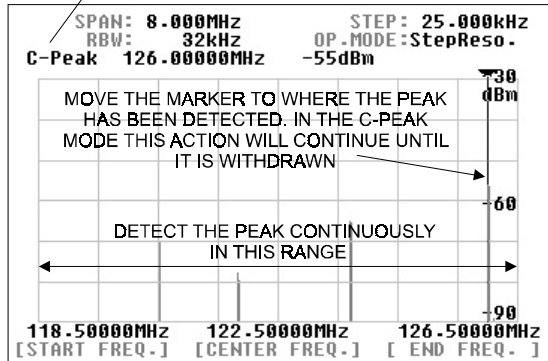 SPAN: 8.000MHz STEP: 25.000kHz
RBW: 32kHz OP.MODE:StepReso.
C-Peak 126.00000MHz -55dBm
-30
dBm
MOVE THE MARKER TO WHERE THE PEAK
HAS BEEN DETECTED. IN THE C-PEAK
MODE THIS ACTION WILL CONTINUE UNTIL
IT IS WITHDRAWN
-60
DETECT THE PEAK CONTINUOUSLY
IN THIS RANGE
-90
118.50000MHz 122.50000MHz 126.50000MHz
[START FREQ.] [CENTER FREQ.] [ END FREQ. ]